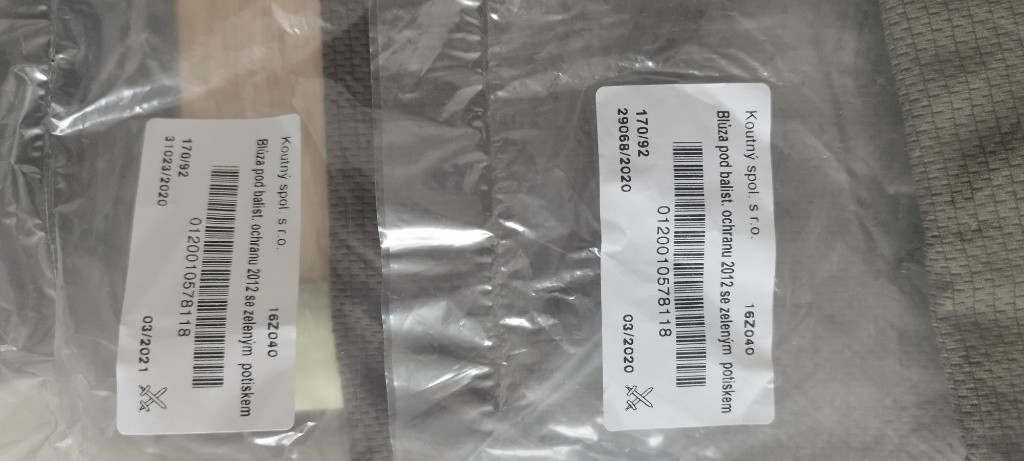 Koutný spol. s r.o. 16Z040
Blůza pod balist. ochranu 2012 se zeleným potiskem
0120010578118
170/92
31023/2020 03/2021
Koutný spol. s r.o. 16Z040
Blůza pod balist. ochranu 2012 se zeleným potiskem
0120010578118
170/92
29068/2020 03/2020